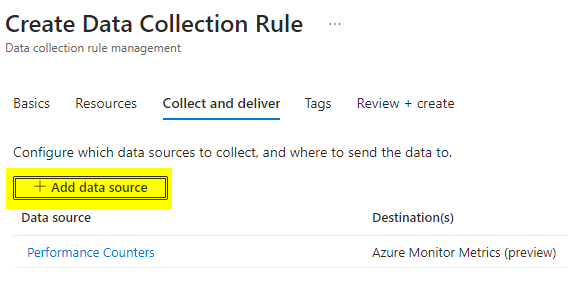 Create Data Collection Rule ...
Data collection rule management
Basics Resources Collect and deliver Tags Review + create
Configure which data sources to collect, and where to send the data to.
+ Add data source
Data source Destination(s)
Performance Counters Azure Monitor Metrics (preview)